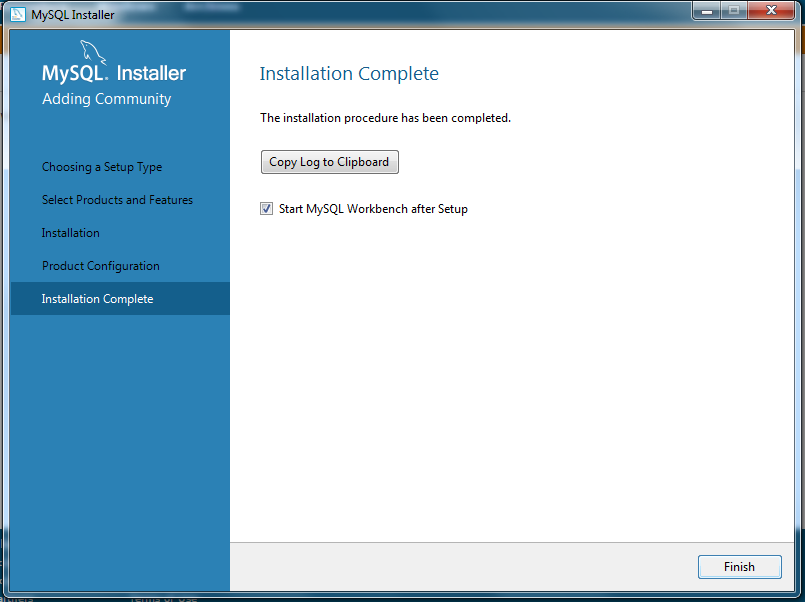 MySQL Installer
MySQL. Installer
Adding Community
Choosing a Setup Type
Select Products and Features
Installation
Product Configuration
Installation Complete
Installation Complete
The installation procedure has been completed.
Copy Log to Clipboard
Start MySQL Workbench after Setup
Finish